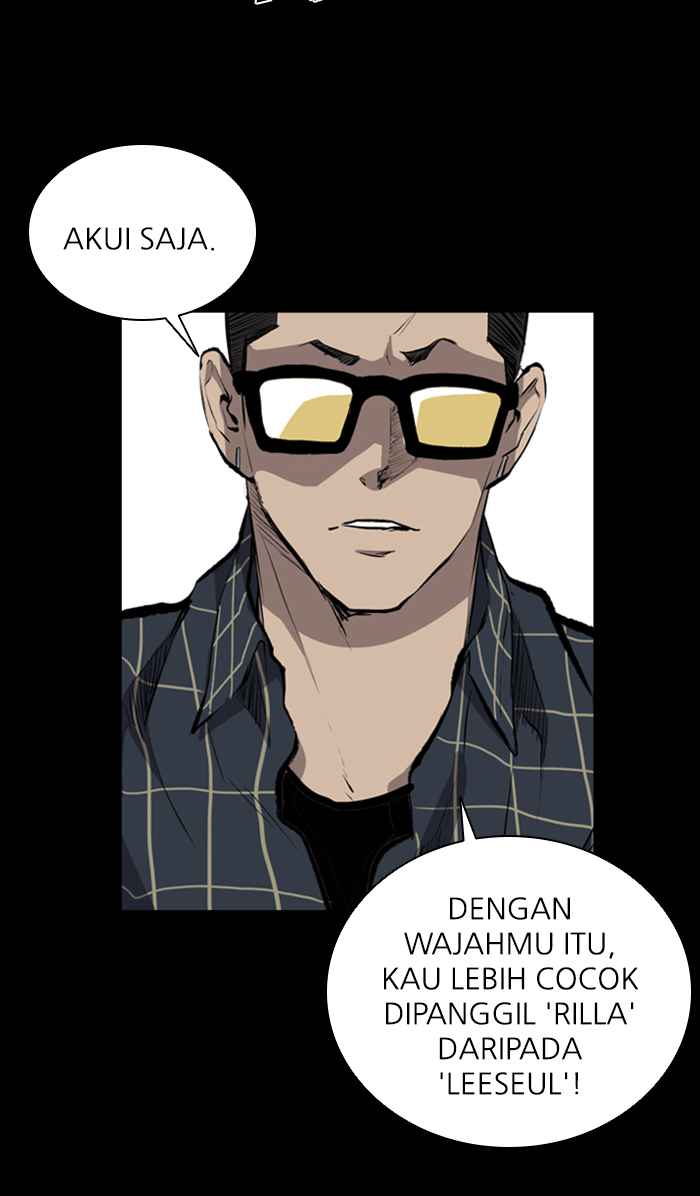 AKUI SAJA.
DENGAN
WAJAHMU ITU,
KAU LEBIH COCOK
DIPANGGIL 'RILLA'
DARIPADA
'LEESEUL'!